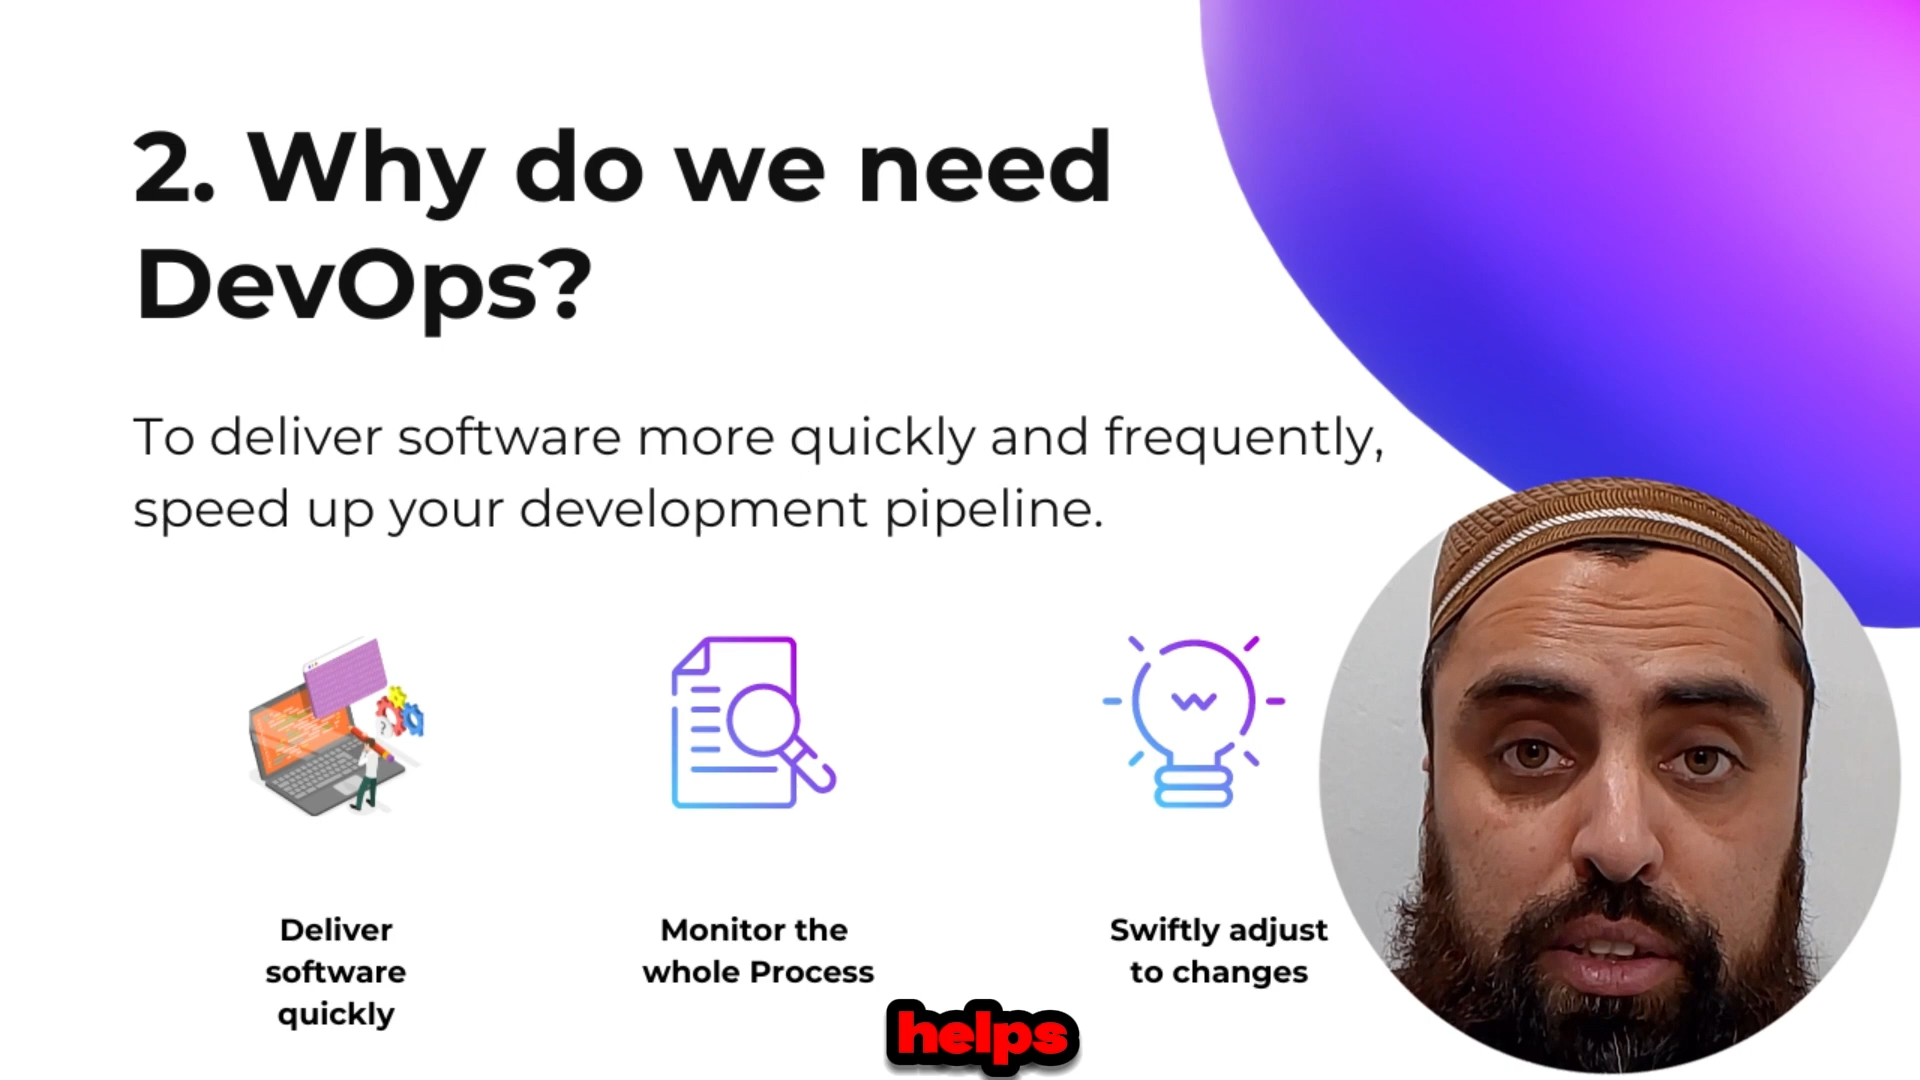 2. Why do we need
DevOps?
To deliver software more quickly and frequently,
speed up your development pipeline.
Deliver
software
quickly
Monitor the
whole Process
Swiftly adjust
to changes
helps